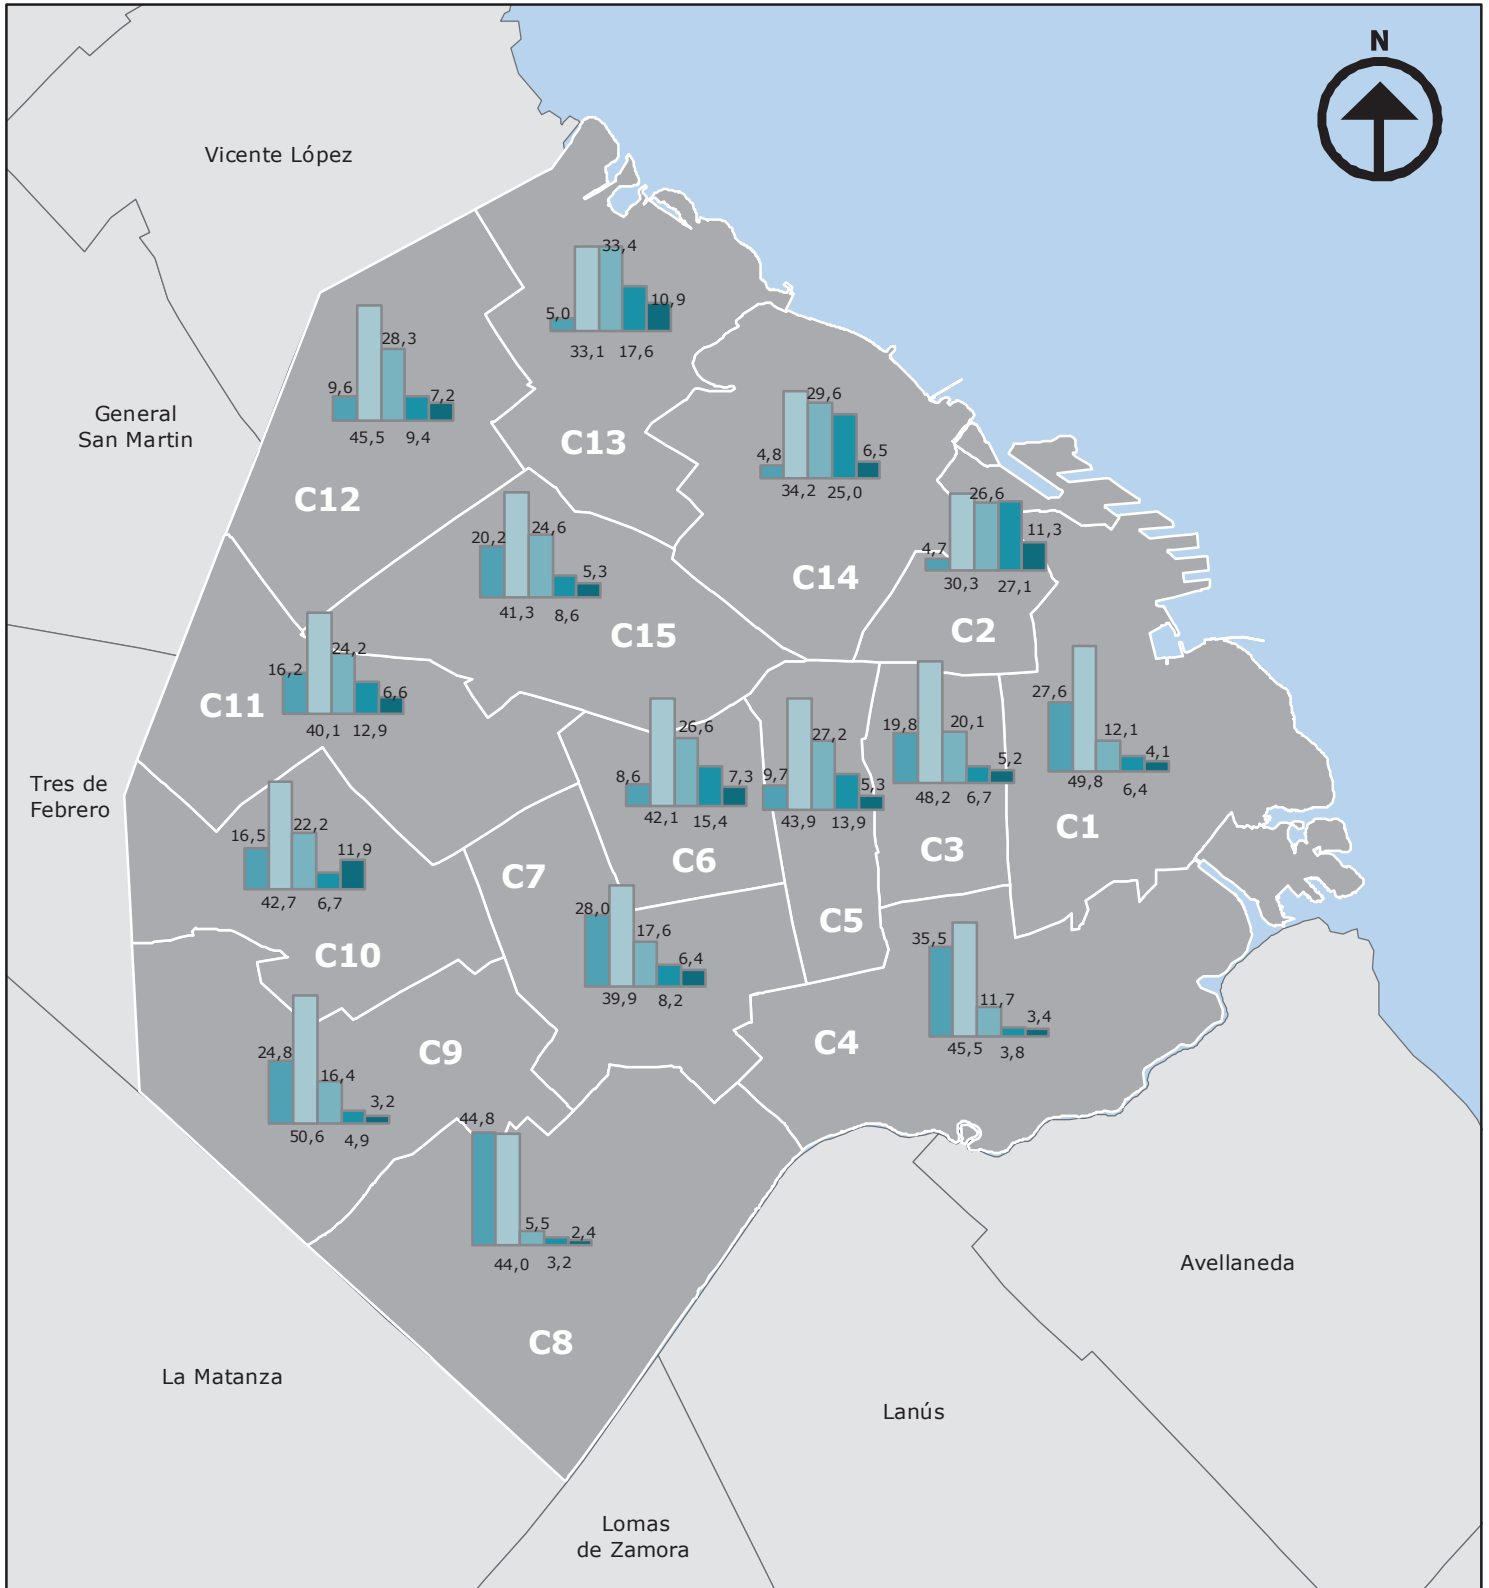 N
Vicente López
33,4
10,9
5,0
33,1
17,6
28,3
9,6
7,2
45,5
9,4
General
San Martin
C13
C12
29,6
4,8
6,5
34,2
25,0
26,6
11,3
4,7
30,3
27,1
C14
C2
20,2
24,6
5,3
41,3
8,6
C15
16,2
24,2
6,6
40,1
12,9
C11
27,6
12,1
4,1
49,8
6,4
C1
19,8
20,1
5,2
48,2
6,7
C3
26,6
8,6
7,3
42,1
15,4
C6
27,2
9,7
5,3
43,9
13,9
C5
Tres de
Febrero
16,5
22,2
11,9
42,7
6,7
C10
C7
28,0
17,6
6,4
39,9
8,2
35,5
11,7
3,4
45,5
3,8
C4
24,8
16,4
3,2
50,6
4,9
C9
44,8
5,5
2,4
44,0
3,2
C8
Avellaneda
La Matanza
Lanús
Lomas
de Zamora